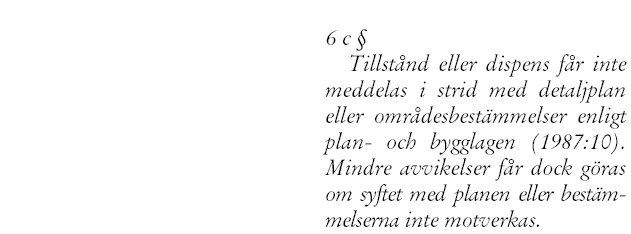 6 c §
Tillstånd eller dispens får inte
meddelas i strid med detaljplan
eller områdesbestämmelser enligt
plan- och bygglagen (1987:10).
Mindre avvikelser får dock göras
om syftet med planen eller bestäm-
melserna inte motverkas.